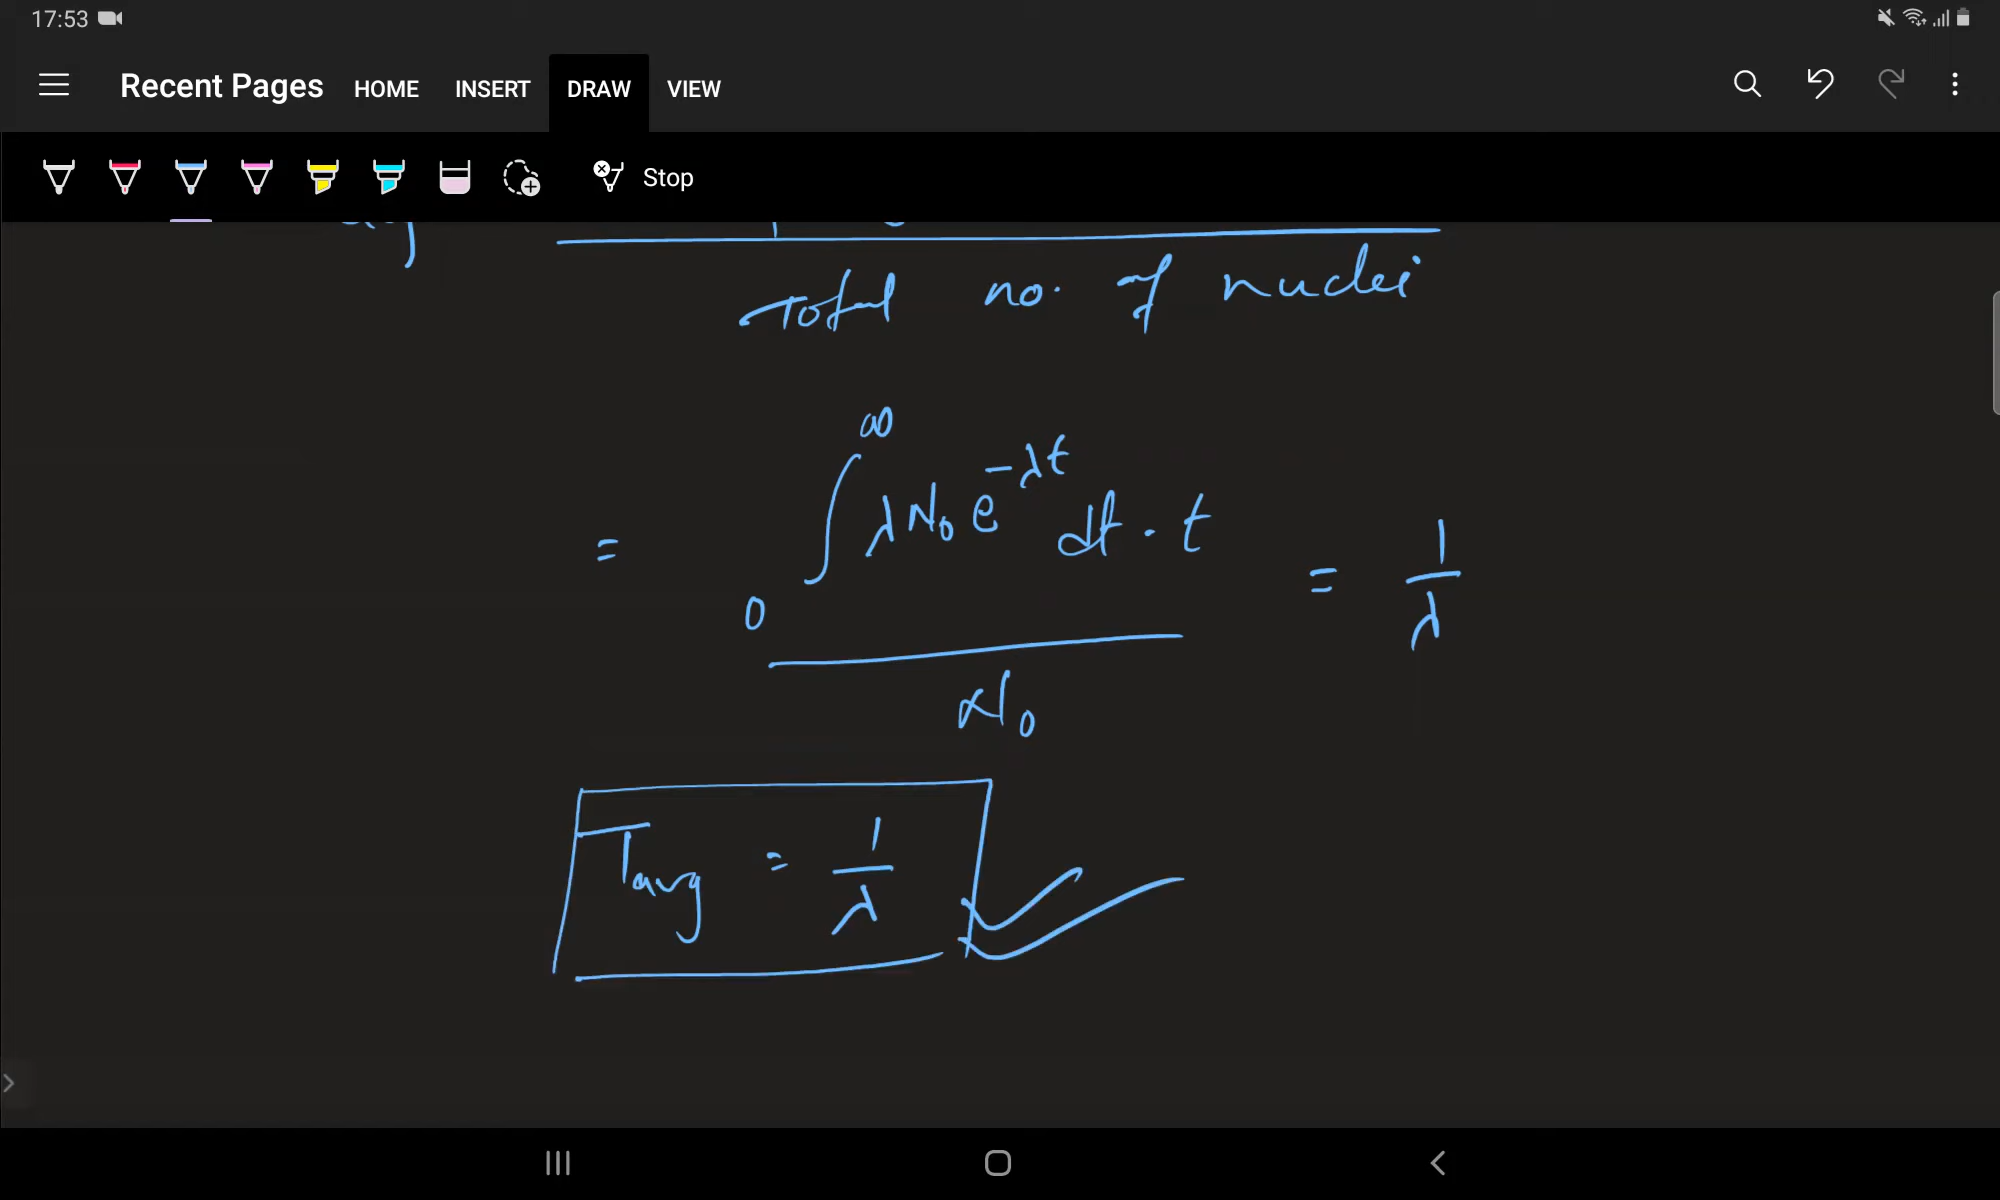 17:53
Recent Pages HOME INSERT DRAW VIEW
Stop
Total no. of nuclei
= ∫₀^∞ λN₀e^{-λt} dt · t / N₀ = 1/λ
Tavg = 1/λ